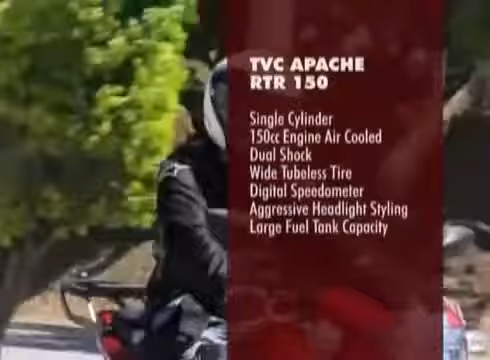 TVC APACHE
RTR 150
Single Cylinder
150cc Engine Air Cooled
Dual Shock
Wide Tubeless Tire
Digital Speedometer
Aggressive Headlight Styling
Large Fuel Tank Capacity